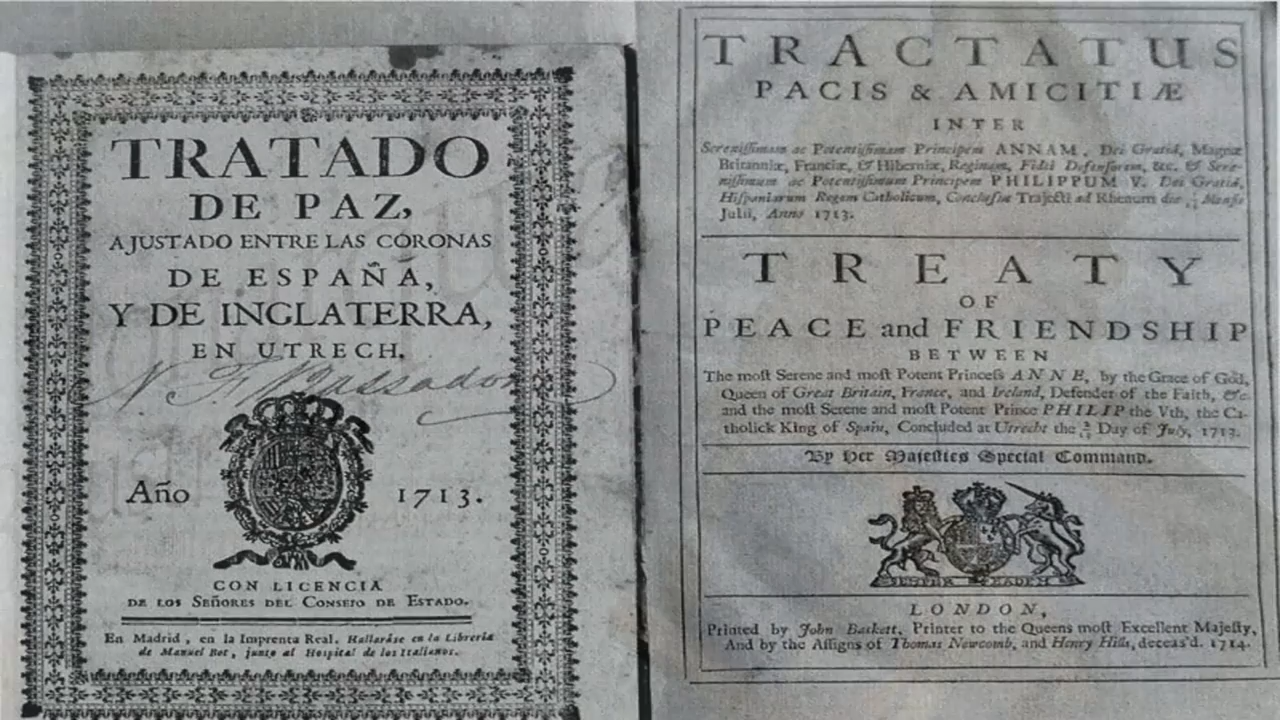 TRATADO
DE PAZ,
AJUSTADO ENTRE LAS CORONAS
DE ESPAÑA,
Y DE INGLATERRA,
EN UTRECH.
Año 1713.
CON LICENCIA
DE LOS SEÑORES DEL CONSEJO DE ESTADO.
En Madrid, en la Imprenta Real. Hallaráse en la Librería
de Manuel Bot, junto al Hospital de los Italianos.
TRACTATUS
PACIS & AMICITIÆ
INTER
Sereniſſimam ac Potentiſſimam Principem ANNAM, Dei Gratiâ, Magnæ
Britanniæ, Franciæ, & Hiberniæ, Reginam, Fidei Defenſorem, &c. & Sere-
niſſimum ac Potentiſſimum Principem PHILIPPUM V. Dei Gratiâ,
Hiſpaniarum Regem Catholicum, Concluſus Trajecti ad Rhenum die Menſis
Julii, Anno 1713.
TREATY
OF
PEACE and FRIENDSHIP
BETWEEN
The moſt Serene and moſt Potent Princeſs ANNE, by the Grace of God,
Queen of Great Britain, France, and Ireland, Defender of the Faith, &c.
and the moſt Serene and moſt Potent Prince PHILIP the Vth, the Ca-
tholick King of Spain, Concluded at Utrecht the Day of July, 1713.
By Her Majeſties Special Command.
SEMPER EADEM
LONDON,
Printed by John Baskett, Printer to the Queens moſt Excellent Majeſty,
And by the Aſſigns of Thomas Newcomb, and Henry Hills, deceas'd. 1714.